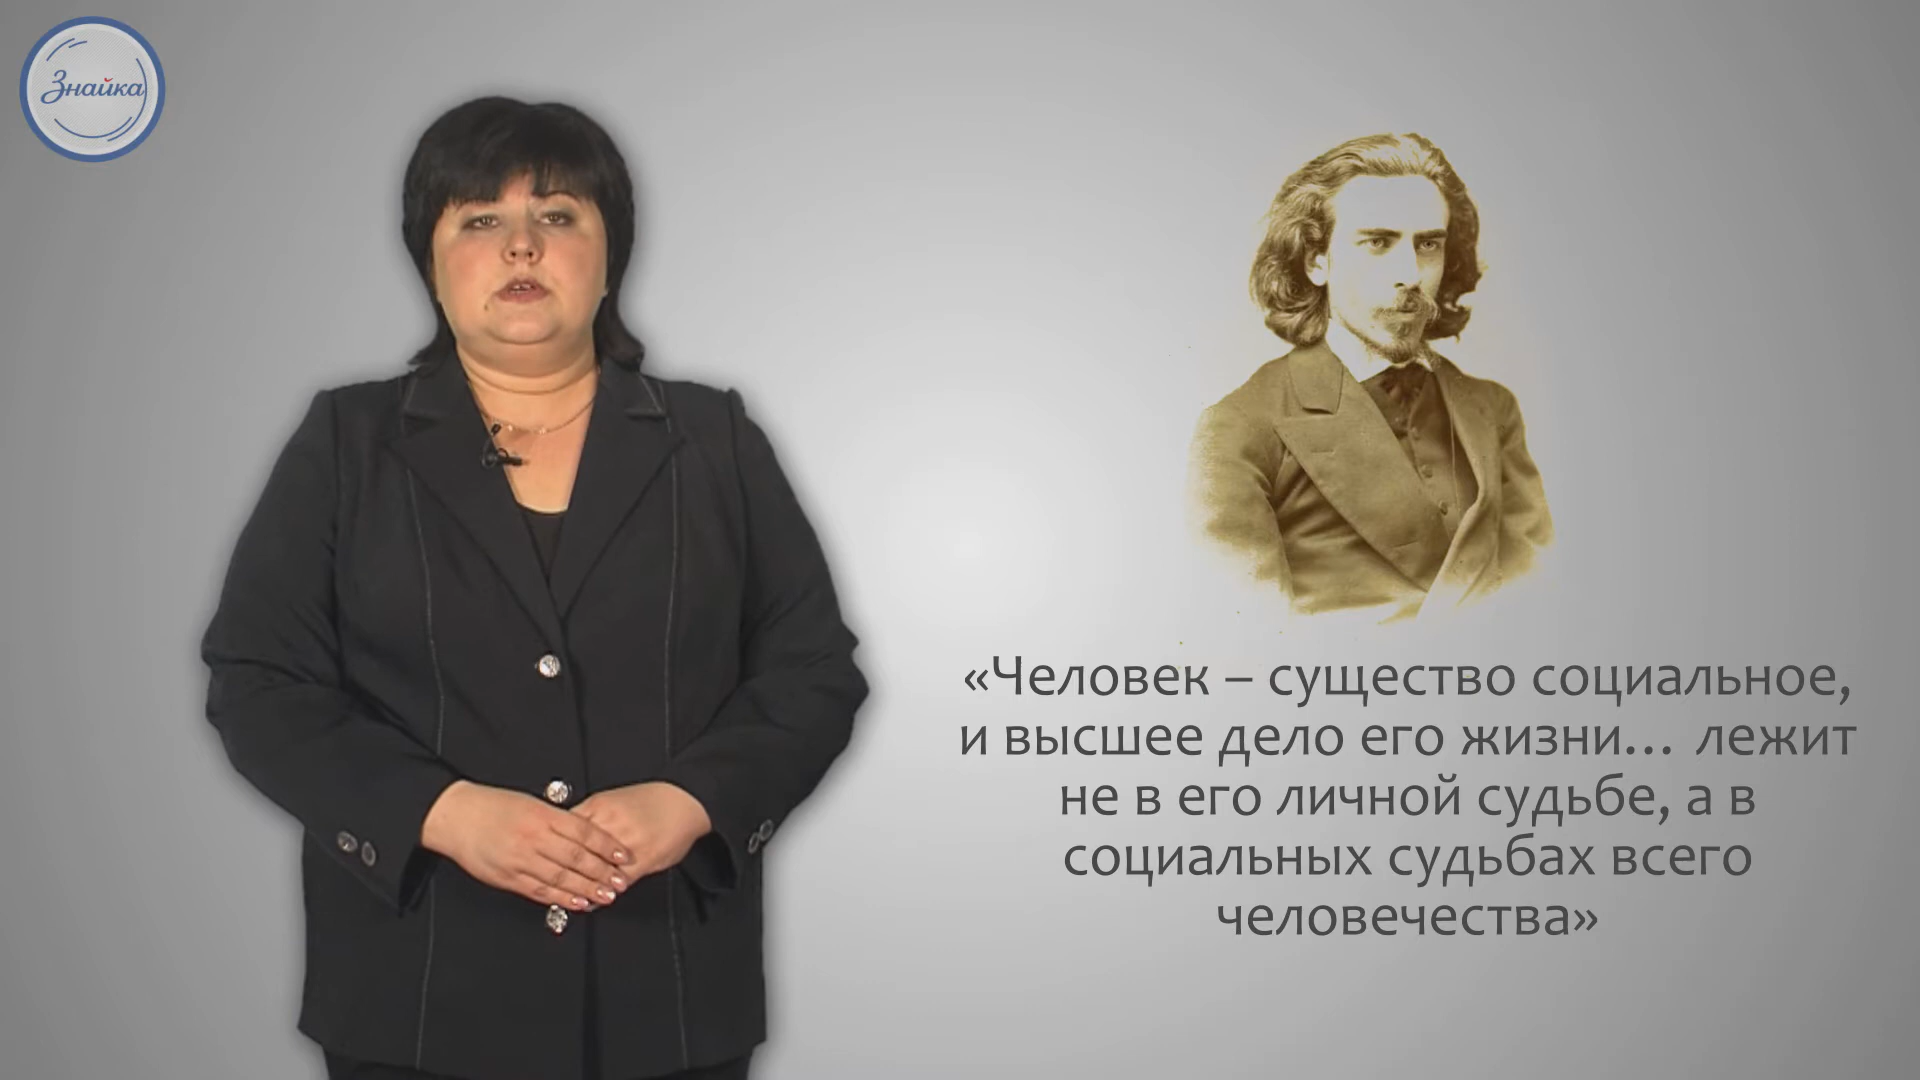 Знайка
«Человек – существо социальное,
и высшее дело его жизни… лежит
не в его личной судьбе, а в
социальных судьбах всего
человечества»